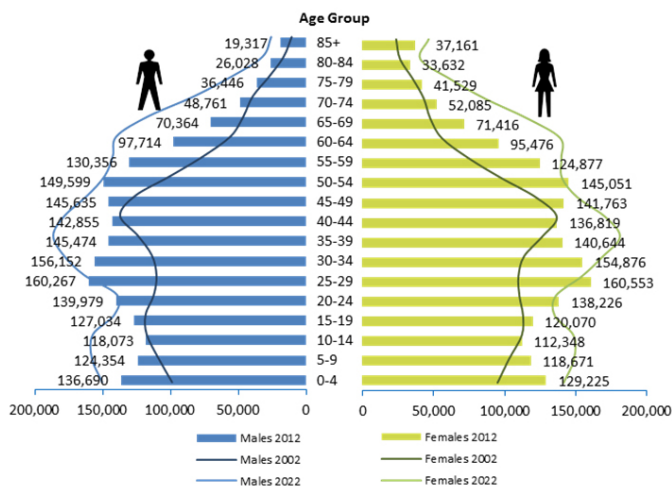 Age Group
19,317 85+ 37,161
26,028 80-84 33,632
36,446 75-79 41,529
48,761 70-74 52,085
70,364 65-69 71,416
97,714 60-64 95,476
130,356 55-59 124,877
149,599 50-54 145,051
145,635 45-49 141,763
142,855 40-44 136,819
145,474 35-39 140,644
156,152 30-34 154,876
160,267 25-29 160,553
139,979 20-24 138,226
127,034 15-19 120,070
118,073 10-14 112,348
124,354 5-9 118,671
136,690 0-4 129,225
200,000 150,000 100,000 50,000 0 0 50,000 100,000 150,000 200,000
Males 2012 Females 2012
Males 2002 Females 2002
Males 2022 Females 2022